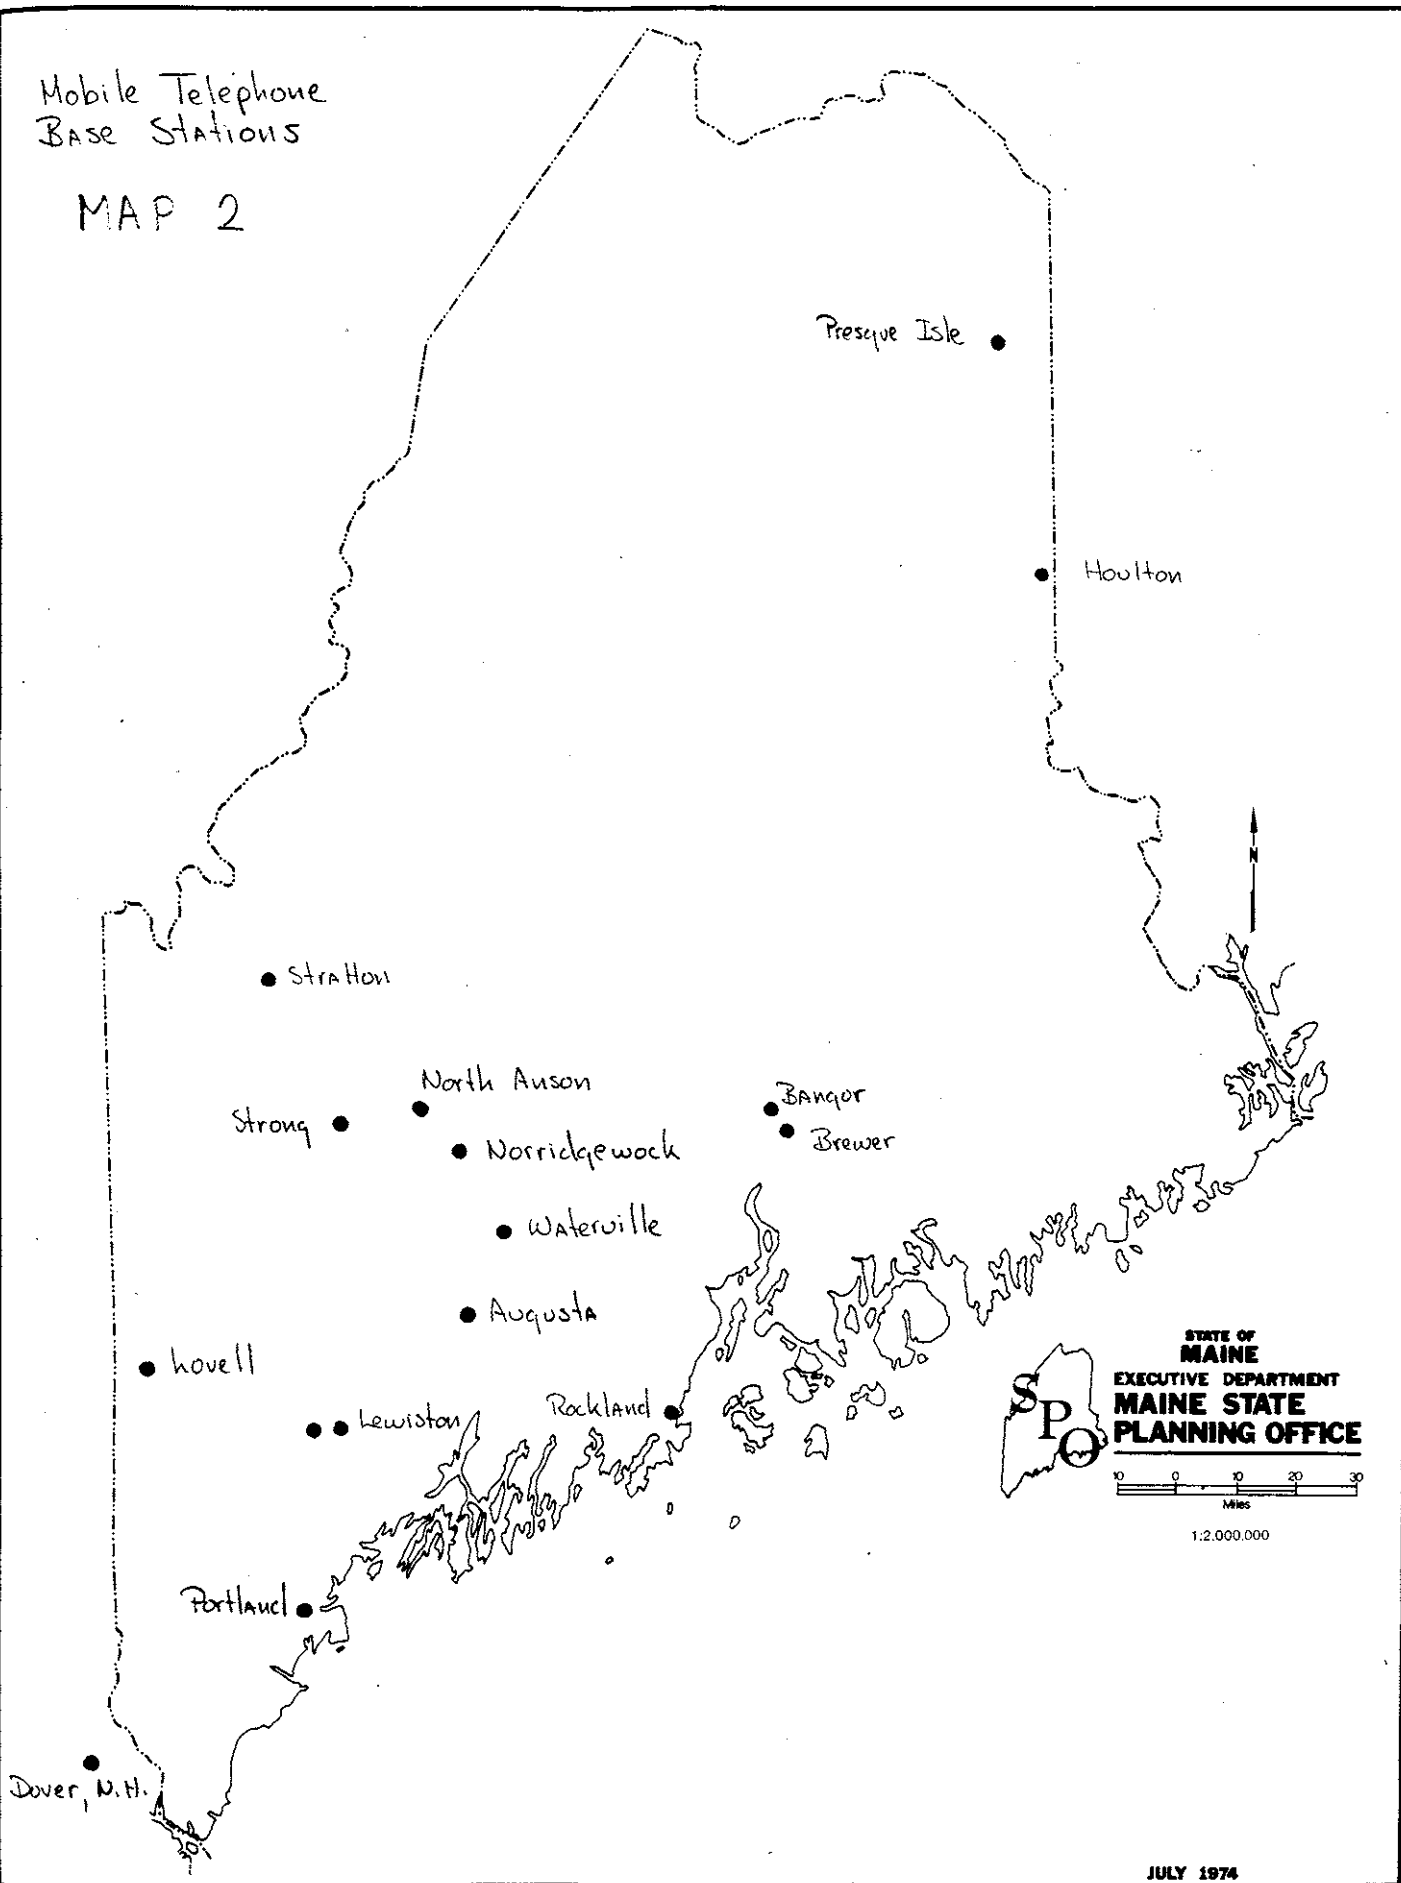 Mobile Telephone
Base Stations
MAP 2
Presque Isle
Houlton
N
Stratton
North Anson
Strong
Norridgewock
Bangor
Brewer
Waterville
Augusta
Lovell
Lewiston
Rockland
Portland
Dover, N.H.
SPO
STATE OF
MAINE
EXECUTIVE DEPARTMENT
MAINE STATE
PLANNING OFFICE
10 0 10 20 30
Miles
1:2.000.000
JULY 1974